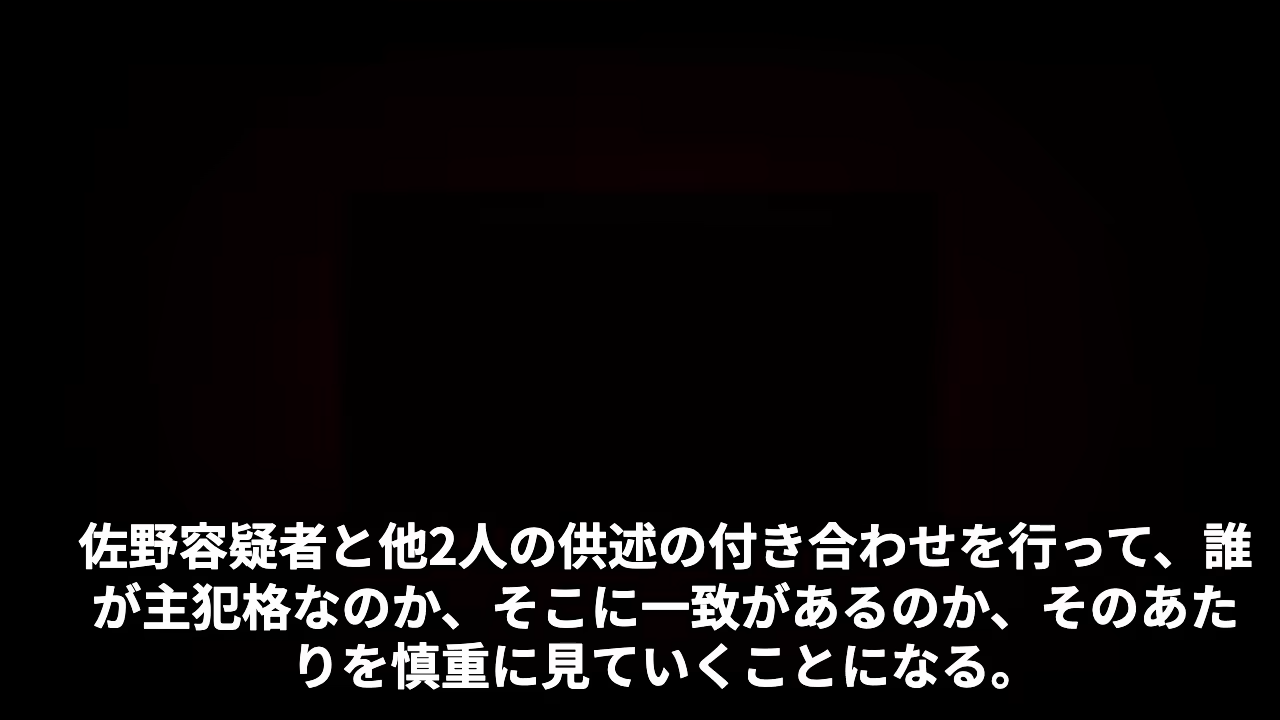 佐野容疑者と他2人の供述の付き合わせを行って、誰
が主犯格なのか、そこに一致があるのか、そのあた
りを慎重に見ていくことになる。